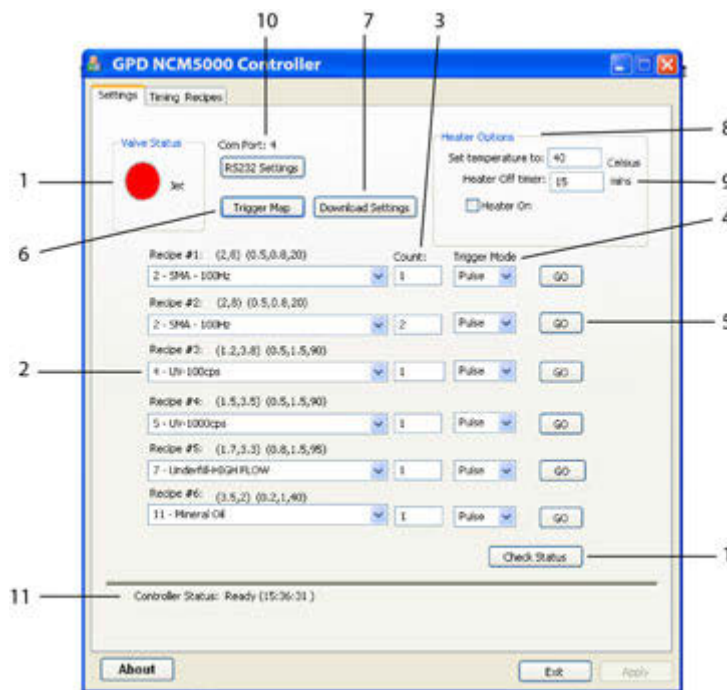 10 7 3
GPD NCM5000 Controller
Settings Timing Recipes
8
Valve Status Com Port: 4 Heater Options
1 Jet RS232 Settings Set temperature to: 40 Celsius
Heater Off timer: 15 mins 9
6 Trigger Map Download Settings Heater On
4
Recipe #1: (2,8) (0.5,0.8,20) Count: Trigger Mode
2 - SMA - 100Hz 1 Pulse GO
Recipe #2: (2,8) (0.5,0.8,20)
2 - SMA - 100Hz 2 Pulse GO 5
Recipe #3: (1.2,3.8) (0.5,1.5,90)
2 4 - UV-100cps 1 Pulse GO
Recipe #4: (1.5,3.5) (0.5,1.5,90)
5 - UV-1000cps 1 Pulse GO
Recipe #5: (1.7,3.3) (0.8,1.5,95)
7 - Underfill-HIGH FLOW 1 Pulse GO
Recipe #6: (3.5,2) (0.2,1,40)
11 - Mineral Oil 1 Pulse GO
Check Status 1
11 Controller Status: Ready (15:36:31 )
About Exit Apply